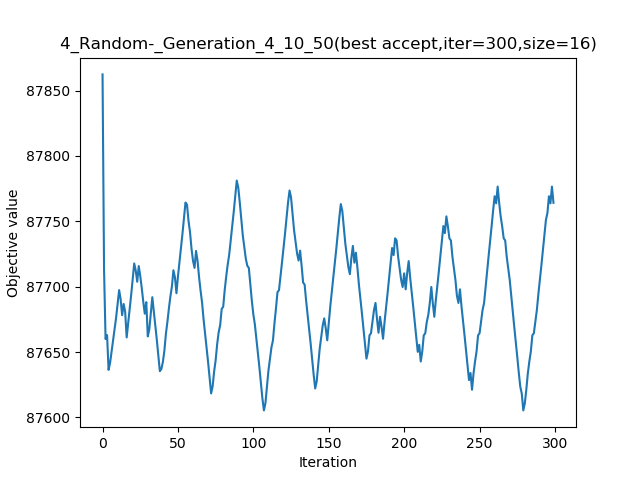 4_Random-_Generation_4_10_50(best accept,iter=300,size=16)
87850
87800
87750
87700
87650
87600
Objective value
0 50 100 150 200 250 300
Iteration